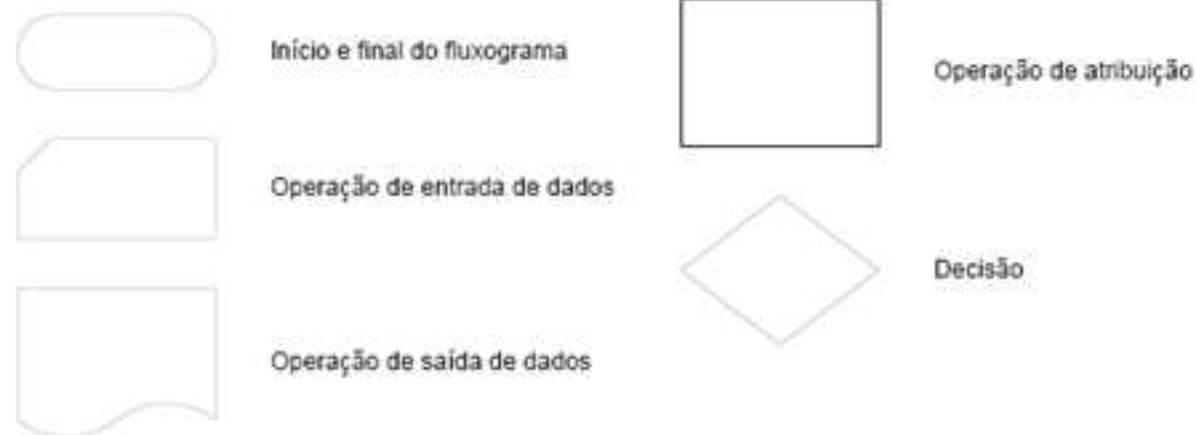 Início e final do fluxograma
Operação de entrada de dados
Operação de saída de dados
Operação de atribuição
Decisão